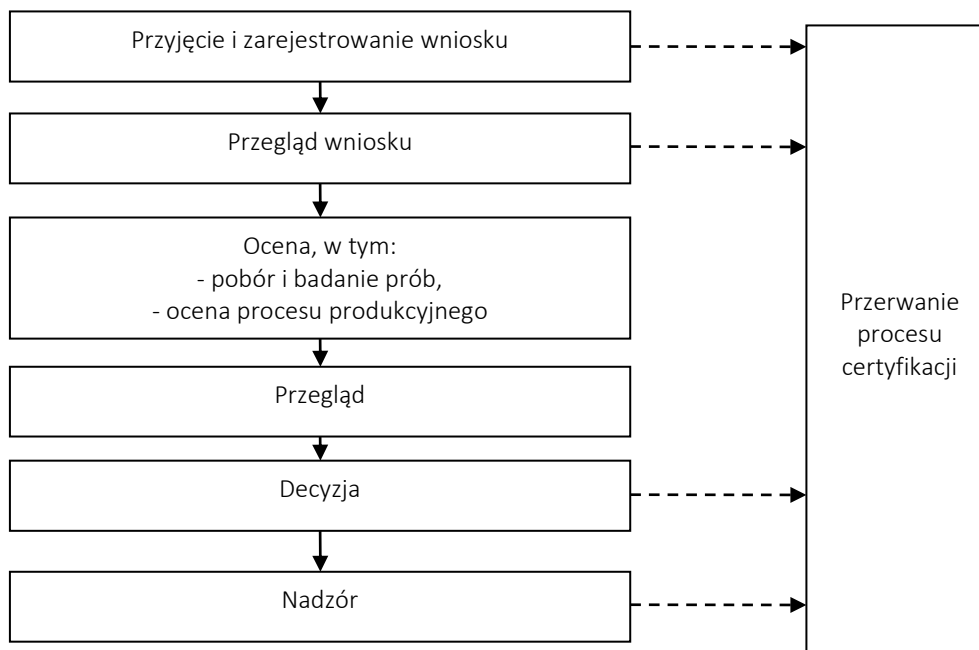 Przyjęcie i zarejestrowanie wniosku
Przegląd wniosku
Ocena, w tym:
- pobór i badanie prób,
- ocena procesu produkcyjnego
Przegląd
Decyzja
Nadzór
Przerwanie
procesu
certyfikacji